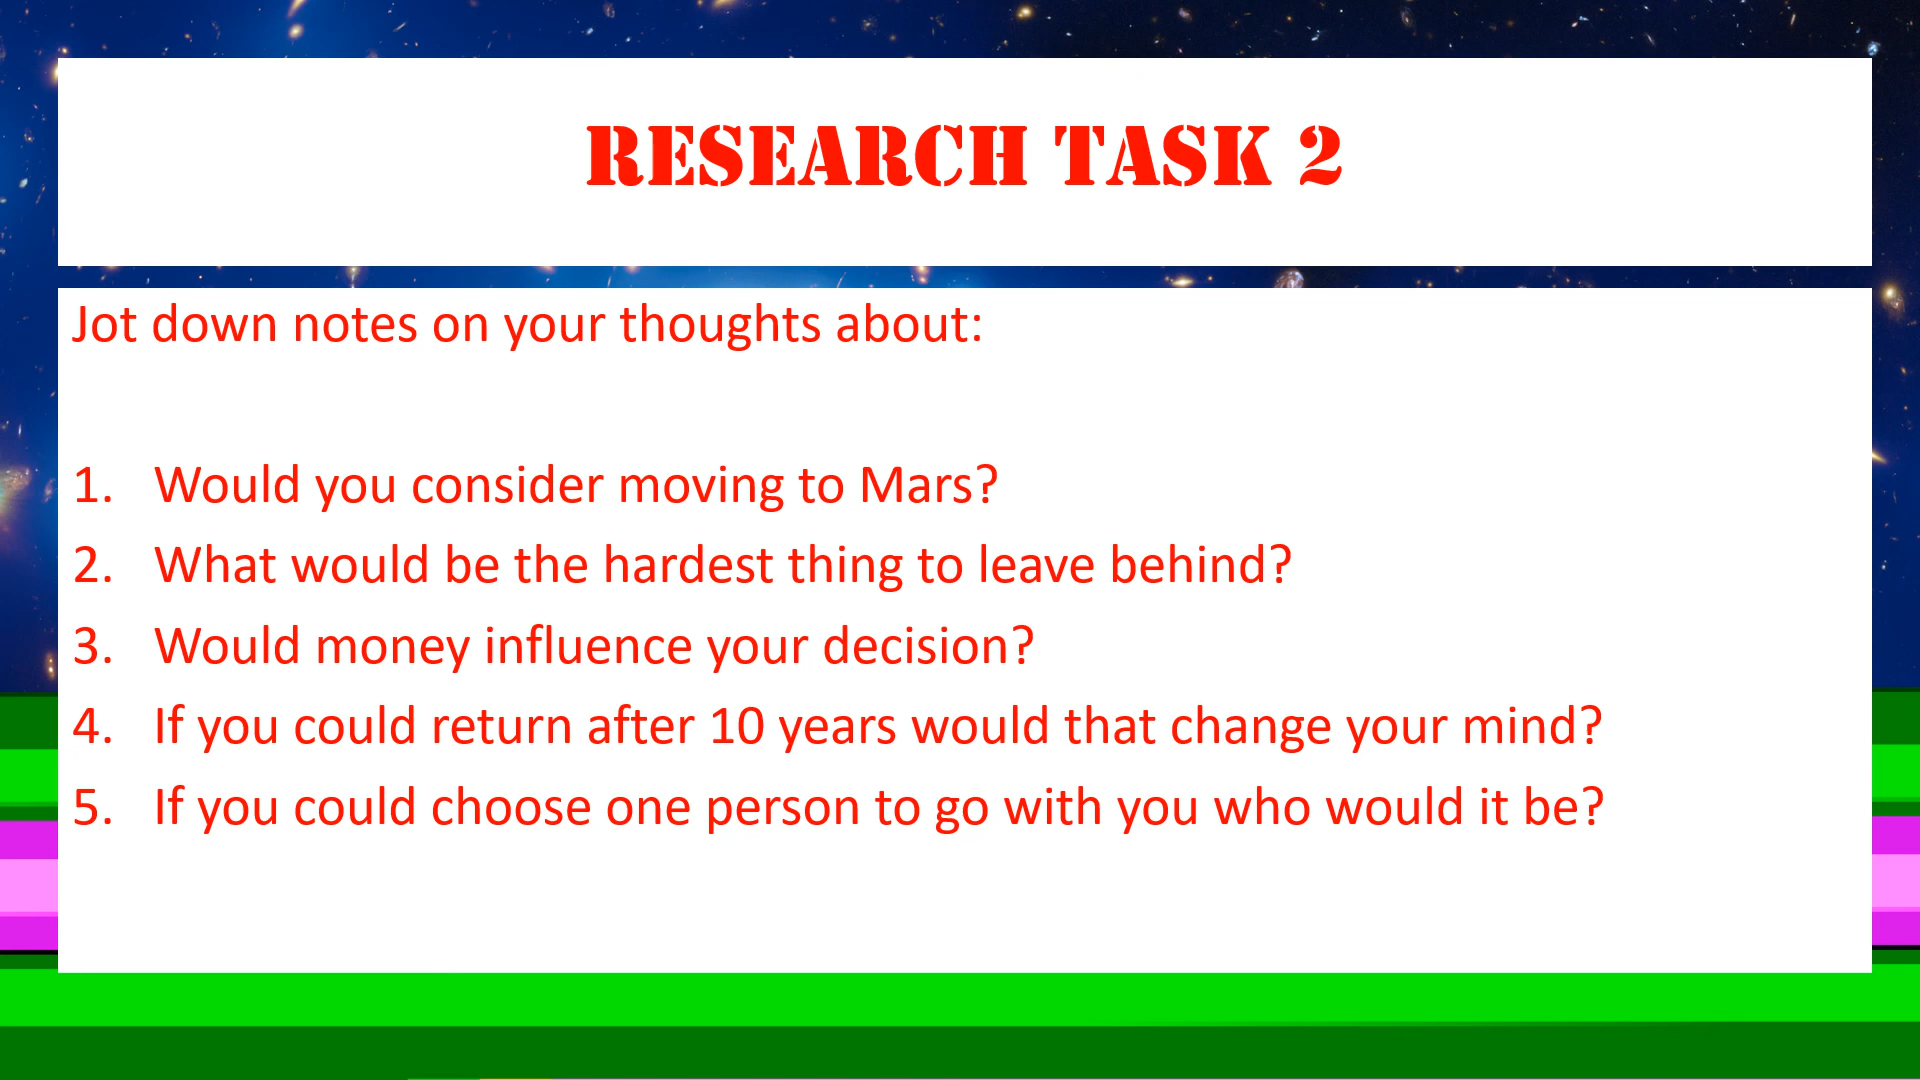 RESEARCH TASK 2
Jot down notes on your thoughts about:
1. Would you consider moving to Mars?
2. What would be the hardest thing to leave behind?
3. Would money influence your decision?
4. If you could return after 10 years would that change your mind?
5. If you could choose one person to go with you who would it be?